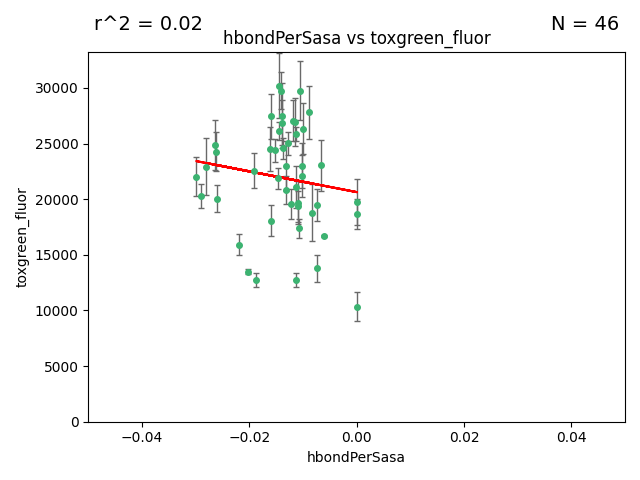 r^2 = 0.02
N = 46
hbondPerSasa vs toxgreen_fluor
30000
25000
20000
15000
10000
5000
0
toxgreen_fluor
−0.04
−0.02
0.00
0.02
0.04
hbondPerSasa